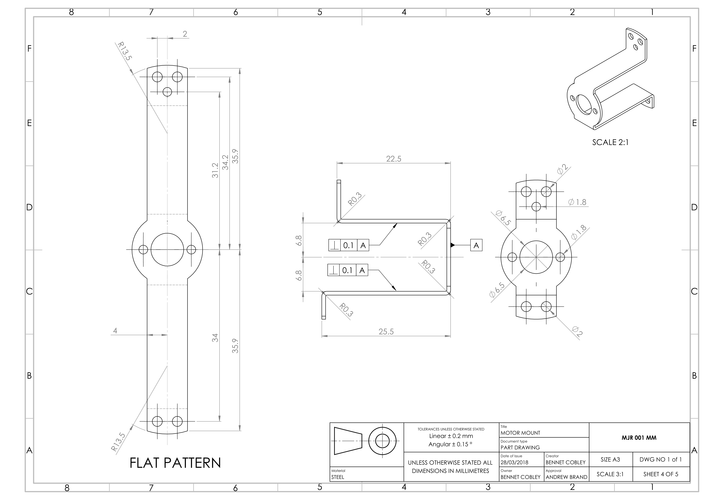 8 7 6 5 4 3 2 1
F F
E E
D D
C C
B B
A A
R13.5
2
31.2
34.2
35.9
4
34
35.9
R13.5
FLAT PATTERN
22.5
R0.3
6.8
⟂ 0.1 A
R0.3
A
6.8
⟂ 0.1 A
R0.3
R0.3
25.5
SCALE 2:1
∅2
∅1.8
∅6.5
∅1.8
∅6.5
∅2
TOLERANCES UNLESS OTHERWISE STATED
Linear ± 0.2 mm
Angular ± 0.15 °
UNLESS OTHERWISE STATED ALL
DIMENSIONS IN MILLIMETRES
Material
STEEL
Title
MOTOR MOUNT
Document type
PART DRAWING
Date of issue
28/03/2018
Creator
BENNET COBLEY
Owner
BENNET COBLEY
Approval
ANDREW BRAND
MJR 001 MM
SIZE A3
DWG NO 1 of 1
SCALE 3:1
SHEET 4 OF 5
8 7 6 5 4 3 2 1